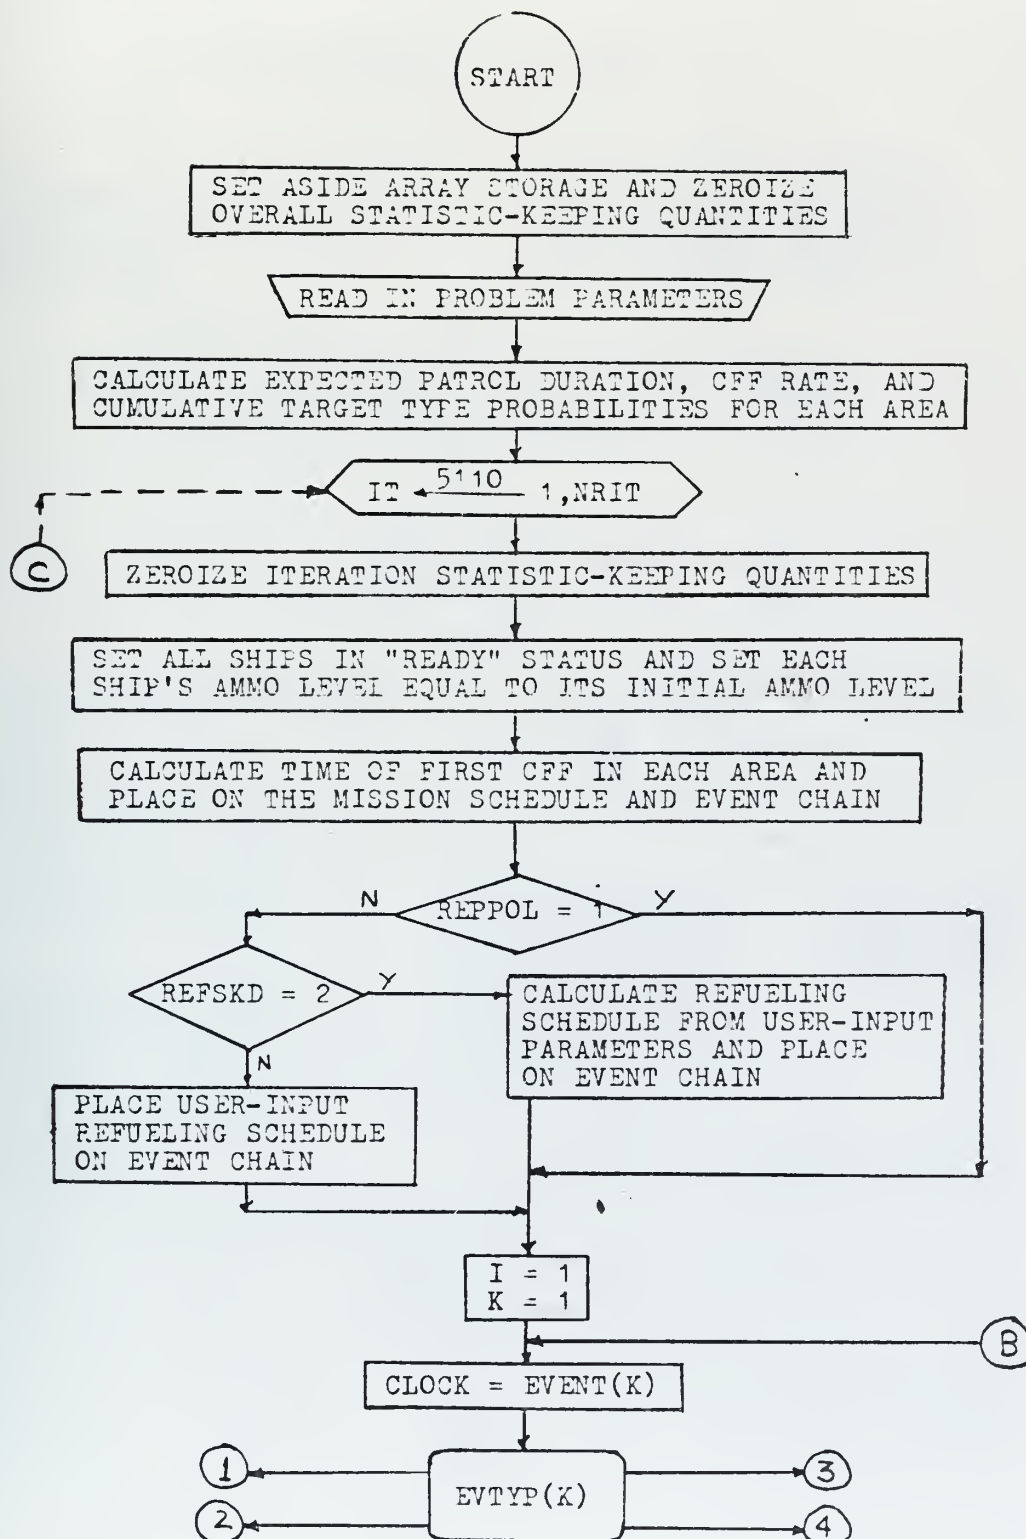 START
SET ASIDE ARRAY STORAGE AND ZEROIZE
OVERALL STATISTIC-KEEPING QUANTITIES
READ IN PROBLEM PARAMETERS
CALCULATE EXPECTED PATROL DURATION, CFF RATE, AND
CUMULATIVE TARGET TYPE PROBABILITIES FOR EACH AREA
5110
IT 1,NRIT
C
ZEROIZE ITERATION STATISTIC-KEEPING QUANTITIES
SET ALL SHIPS IN "READY" STATUS AND SET EACH
SHIP'S AMMO LEVEL EQUAL TO ITS INITIAL AMMO LEVEL
CALCULATE TIME OF FIRST CFF IN EACH AREA AND
PLACE ON THE MISSION SCHEDULE AND EVENT CHAIN
N
REPPOL = 1
Y
REFSKD = 2
Y
CALCULATE REFUELING
SCHEDULE FROM USER-INPUT
PARAMETERS AND PLACE
ON EVENT CHAIN
N
PLACE USER-INPUT
REFUELING SCHEDULE
ON EVENT CHAIN
I = 1
K = 1
B
CLOCK = EVENT(K)
1
3
EVTYP(K)
2
4